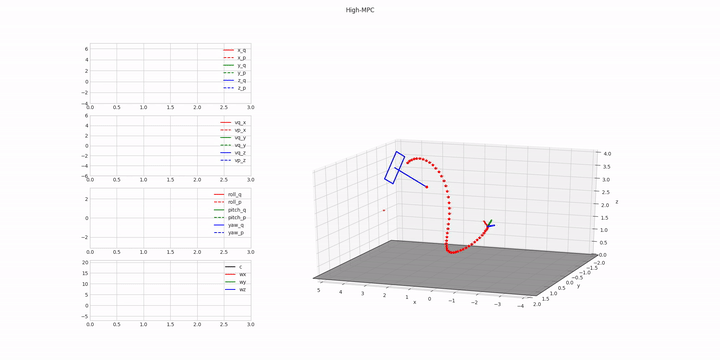 High-MPC
6
4
2
0
−2
−4
x_q
x_p
y_q
y_p
z_q
z_p
0.0 0.5 1.0 1.5 2.0 2.5 3.0
6
4
2
0
−2
−4
−6
vq_x
vp_x
vq_y
vq_y
vq_z
vp_z
0.0 0.5 1.0 1.5 2.0 2.5 3.0
2
0
−2
roll_q
roll_p
pitch_q
pitch_p
yaw_q
yaw_p
0.0 0.5 1.0 1.5 2.0 2.5 3.0
20
15
10
5
0
−5
c
wx
wy
wz
0.0 0.5 1.0 1.5 2.0 2.5 3.0
4.0
3.5
3.0
2.5
2.0
1.5
1.0
0.5
0.0
z
−2.0
−1.5
−1.0
−0.5
0.0
0.5
1.0
1.5
2.0
y
5 4 3 2 1 0 −1 −2 −3 −4
x